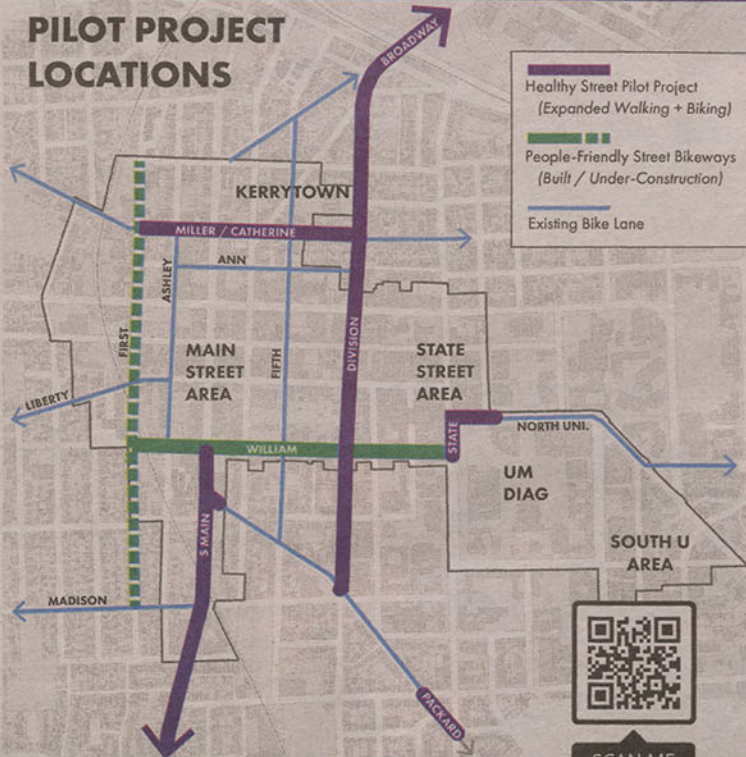 PILOT PROJECT
LOCATIONS
BROADWAY
Healthy Street Pilot Project
(Expanded Walking + Biking)
People-Friendly Street Bikeways
(Built / Under-Construction)
Existing Bike Lane
KERRYTOWN
MILLER / CATHERINE
ANN
ASHLEY
FIRST
FIFTH
DIVISION
MAIN
STREET
AREA
STATE
STREET
AREA
LIBERTY
WILLIAM
STATE
NORTH UNI.
UM
DIAG
S MAIN
SOUTH U
AREA
MADISON
PACKARD
SCAN ME